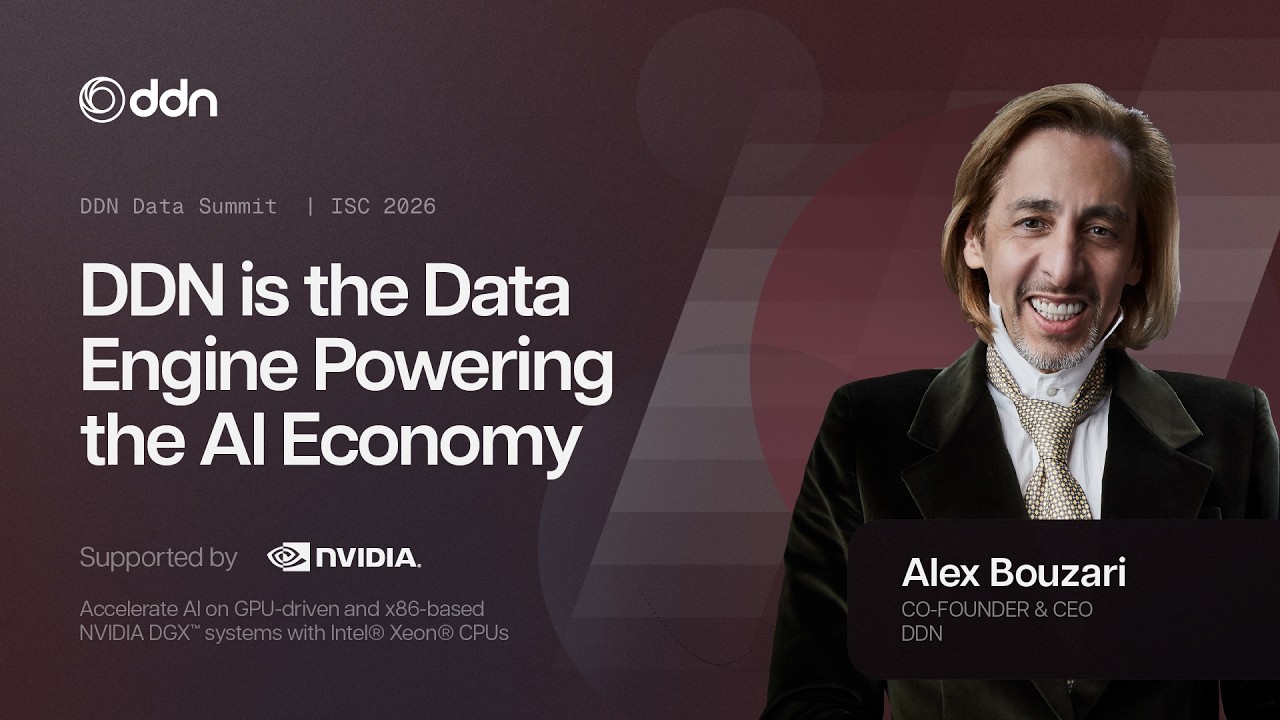 ddn
DDN Data Summit | ISC 2026
DDN is the Data
Engine Powering
the AI Economy
Supported by NVIDIA.
Accelerate AI on GPU-driven and x86-based
NVIDIA DGX™ systems with Intel® Xeon® CPUs
Alex Bouzari
CO-FOUNDER & CEO
DDN